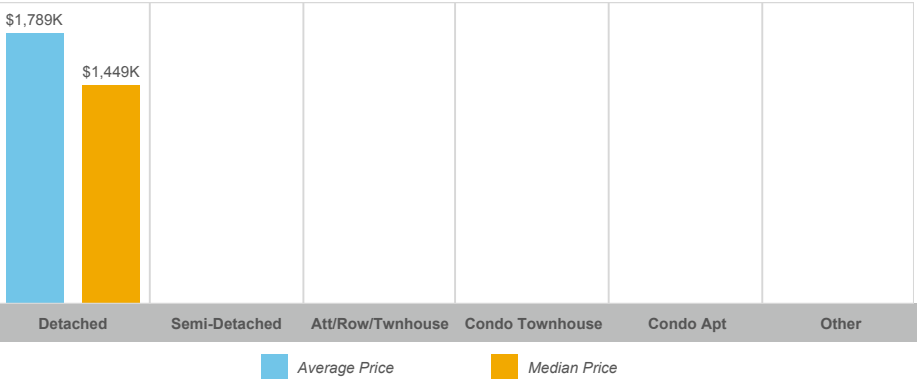 $1,789K
$1,449K
Detached
Semi-Detached
Att/Row/Twnhouse
Condo Townhouse
Condo Apt
Other
Average Price
Median Price